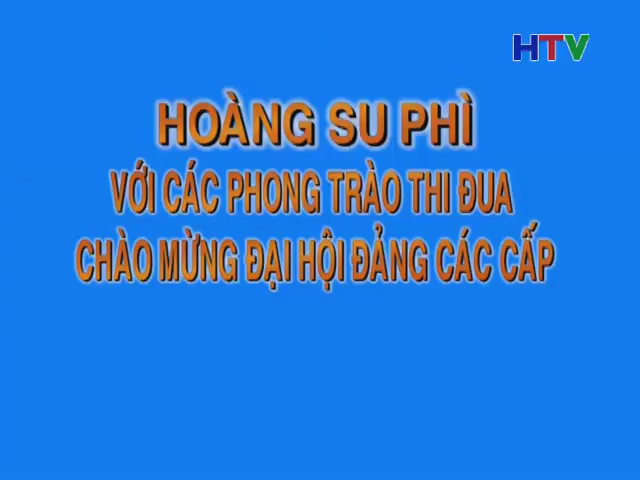 HTV
HOÀNG SU PHÌ
VỚI CÁC PHONG TRÀO THI ĐUA
CHÀO MỪNG ĐẠI HỘI ĐẢNG CÁC CẤP